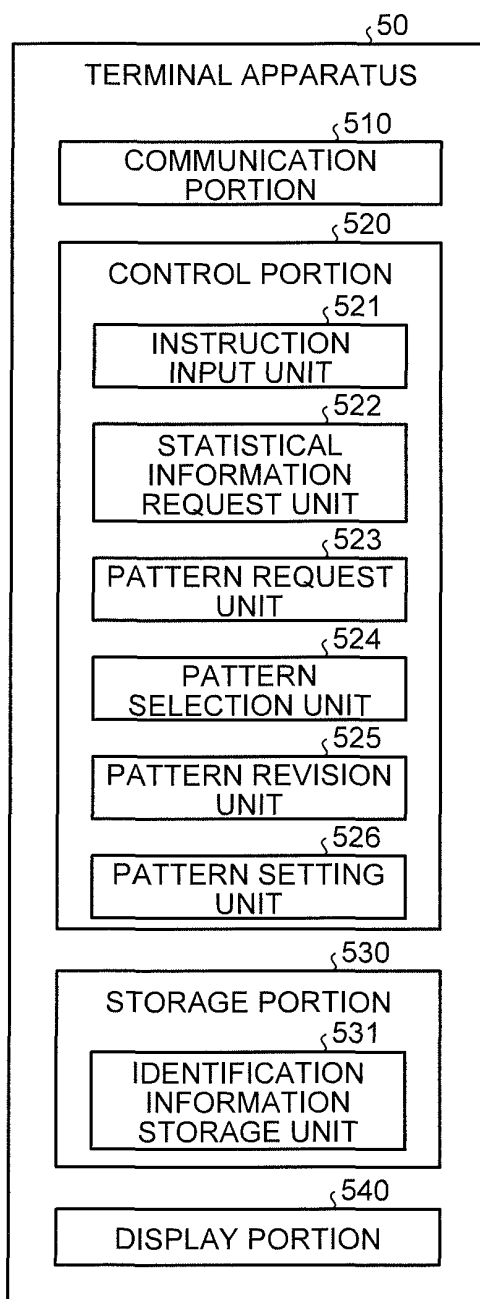 50
TERMINAL APPARATUS
510
COMMUNICATION
PORTION
520
CONTROL PORTION
521
INSTRUCTION
INPUT UNIT
522
STATISTICAL
INFORMATION
REQUEST UNIT
523
PATTERN REQUEST
UNIT
524
PATTERN
SELECTION UNIT
525
PATTERN REVISION
UNIT
526
PATTERN SETTING
UNIT
530
STORAGE PORTION
531
IDENTIFICATION
INFORMATION
STORAGE UNIT
540
DISPLAY PORTION